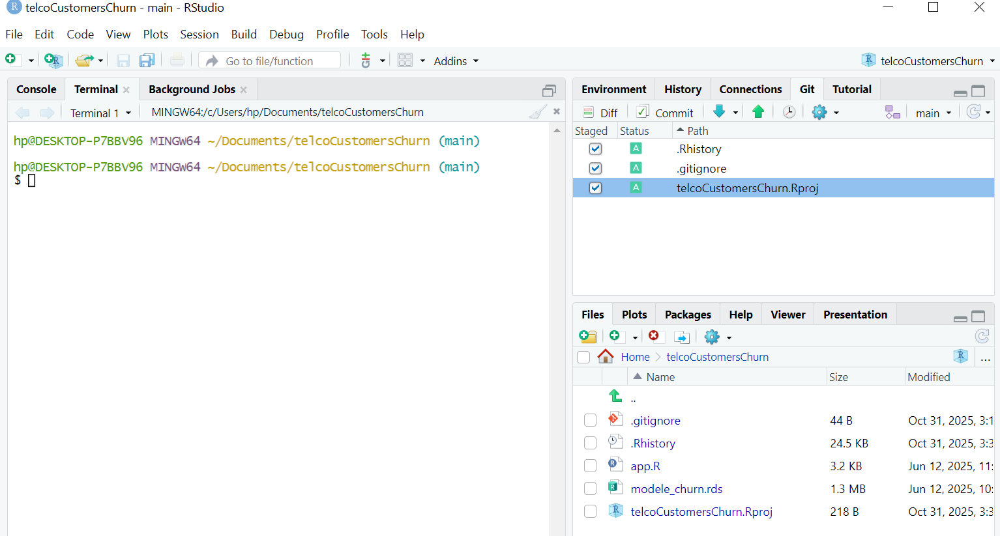 telcoCustomersChurn - main - RStudio
File Edit Code View Plots Session Build Debug Profile Tools Help
Go to file/function Addins telcoCustomersChurn
Console Terminal Background Jobs
Terminal 1 MINGW64:/c/Users/hp/Documents/telcoCustomersChurn
hp@DESKTOP-P7BBV96 MINGW64 ~/Documents/telcoCustomersChurn (main)
hp@DESKTOP-P7BBV96 MINGW64 ~/Documents/telcoCustomersChurn (main)
$
Environment History Connections Git Tutorial
Diff Commit main
Staged Status Path
A .Rhistory
A .gitignore
A telcoCustomersChurn.Rproj
Files Plots Packages Help Viewer Presentation
Home telcoCustomersChurn ...
Name Size Modified
..
.gitignore 44 B Oct 31, 2025, 3:1
.Rhistory 24.5 KB Oct 31, 2025, 3:3
app.R 3.2 KB Jun 12, 2025, 11:
modele_churn.rds 1.3 MB Jun 12, 2025, 10:
telcoCustomersChurn.Rproj 218 B Oct 31, 2025, 3:3